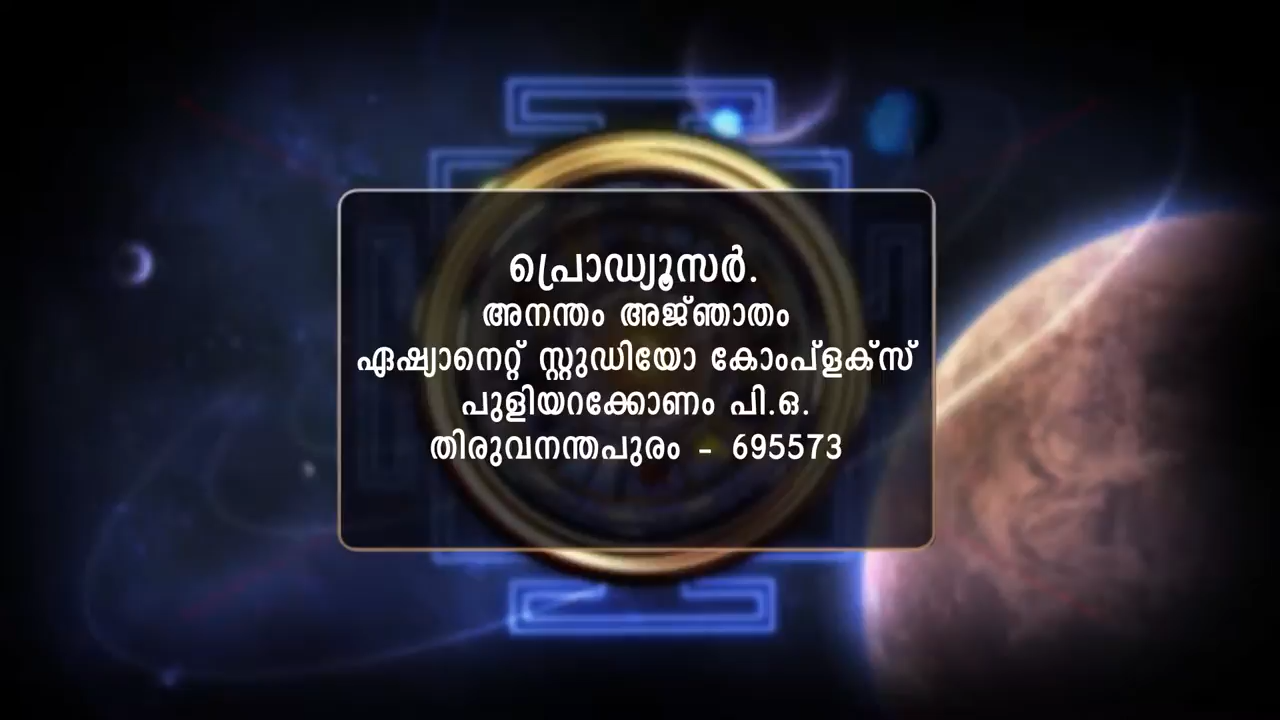 പ്രൊഡ്യൂസർ.
അനന്തം അജ്ഞാതം
ഏഷ്യാനെറ്റ് സ്റ്റുഡിയോ കോംപ്ളക്സ്
പുളിയറക്കോണം പി.ഒ.
തിരുവനന്തപുരം - 695573